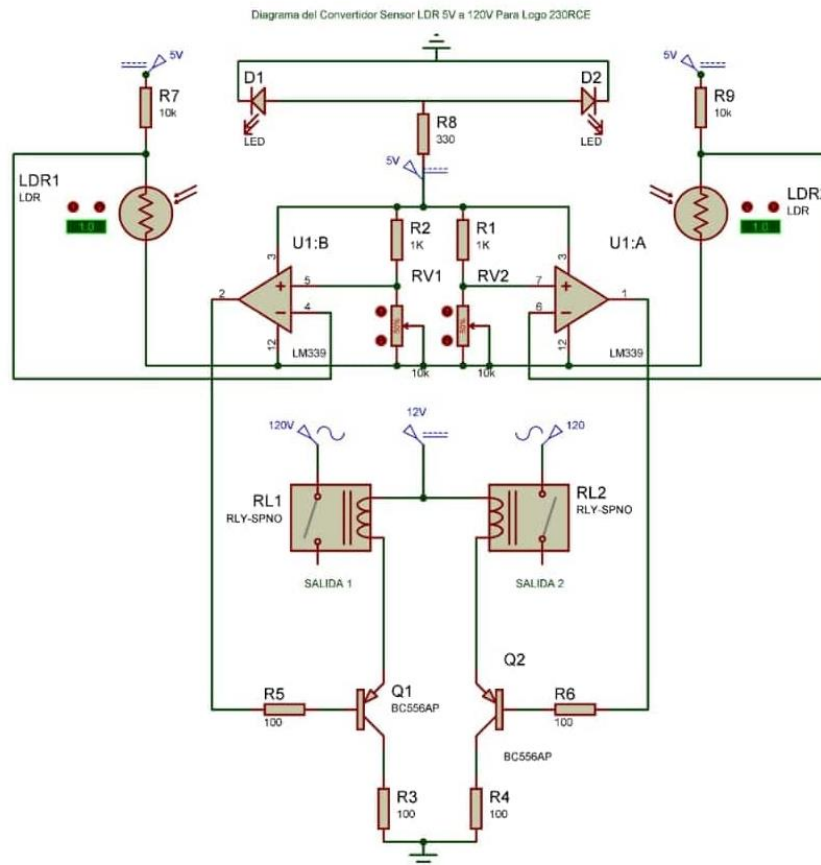 Diagrama del Convertidor Sensor LDR 5V a 120V Para Logo 230RCE
5V
R7
10k
D1
LED
D2
LED
R8
330
5V
5V
R9
10k
LDR1
LDR
1.0
LDR
1.0
U1:B
3
2
5
4
12
LM339
R2
1K
RV1
50%
10k
R1
1K
RV2
50%
10k
U1:A
3
7
6
1
12
LM339
120V
12V
120
RL1
RLY-SPNO
RL2
RLY-SPNO
SALIDA 1
SALIDA 2
R5
100
Q1
BC556AP
Q2
BC556AP
R6
100
R3
100
R4
100